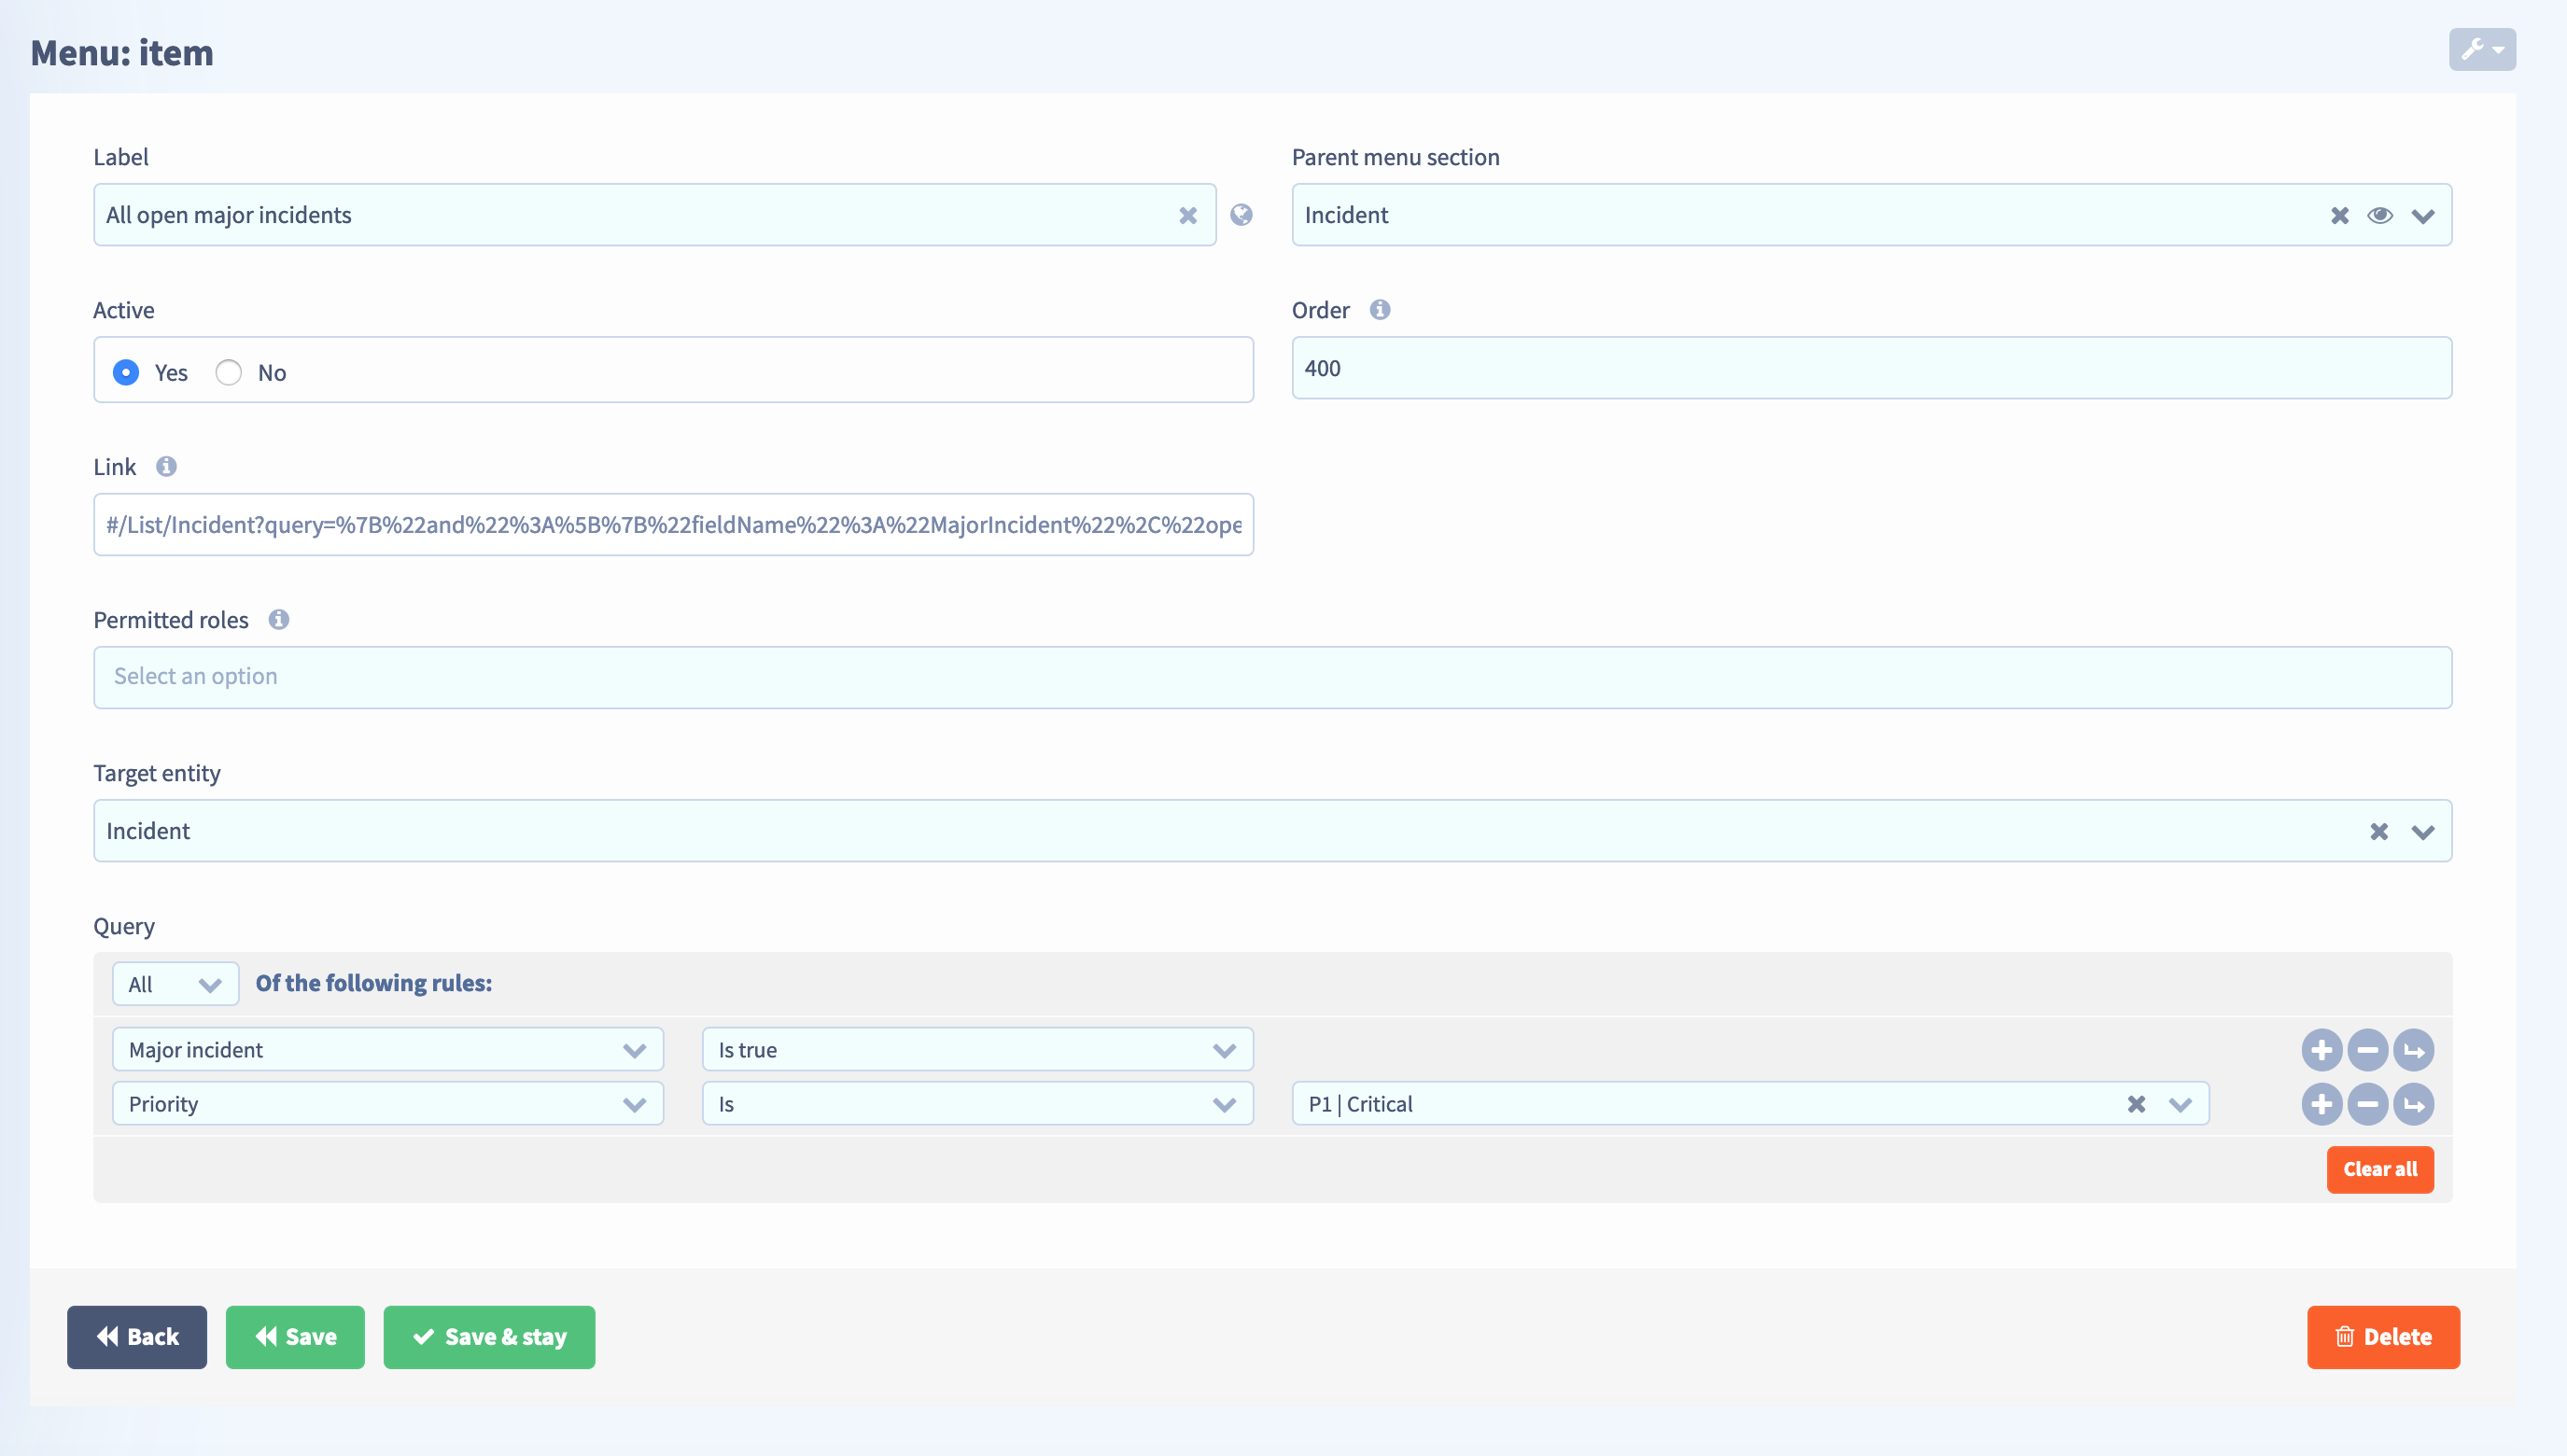 Menu: item
Label
Parent menu section
All open major incidents
Incident
Active
Order
Yes
No
400
Link
#/List/Incident?query=%7B%22and%22%3A%5B%7B%22fieldName%22%3A%22MajorIncident%22%2C%22ope
Permitted roles
Select an option
Target entity
Incident
Query
All
Of the following rules:
Major incident
Is true
Priority
Is
P1 | Critical
Clear all
Back
Save
Save & stay
Delete